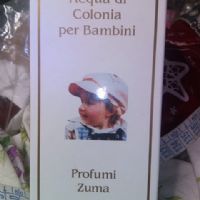 Acqua di
Colonia
per Bambini
Profumi
Zuma